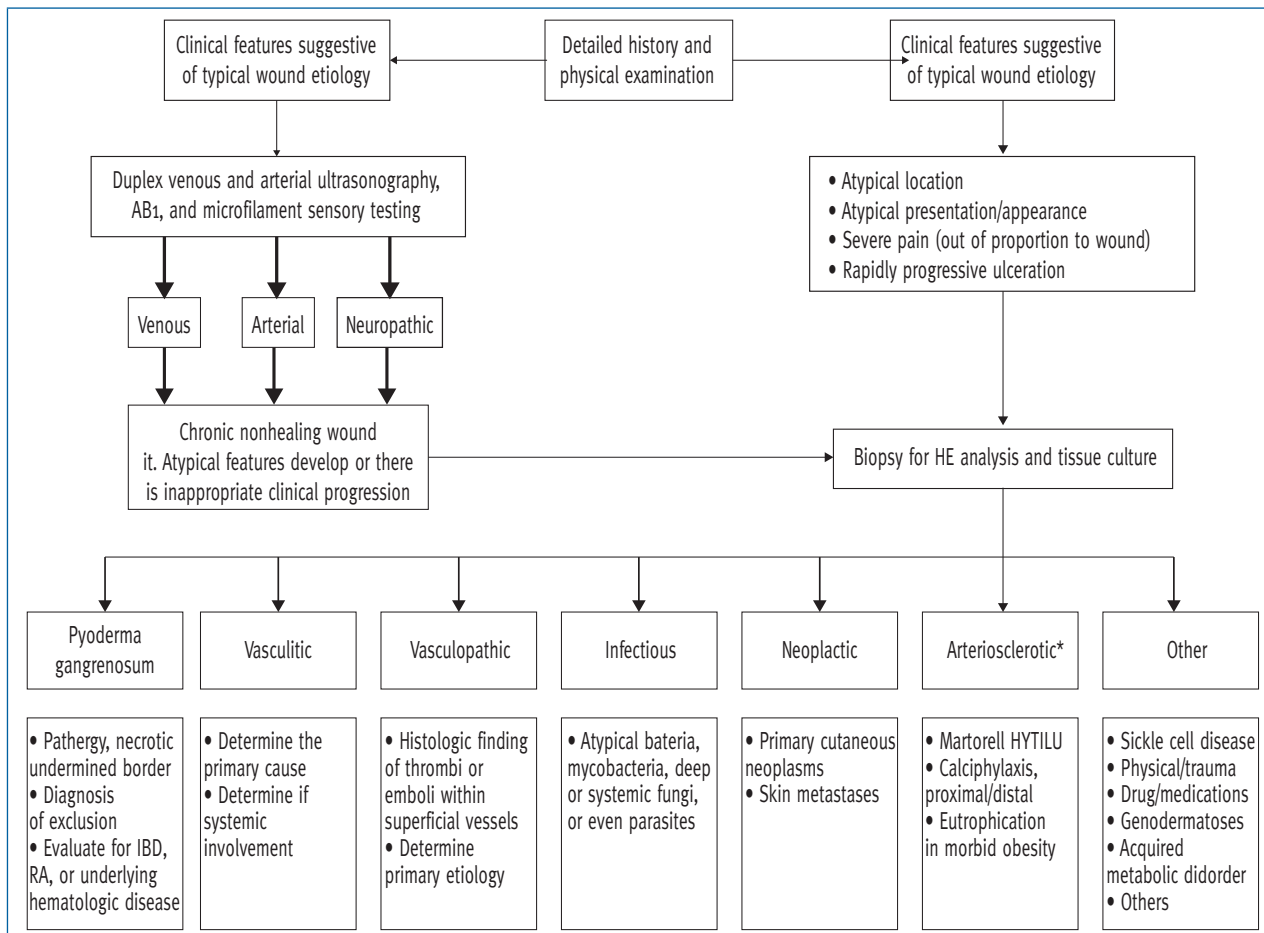 Clinical features suggestive
of typical wound etiology
Detailed history and
physical examination
Clinical features suggestive
of typical wound etiology
Duplex venous and arterial ultrasonography,
AB1, and microfilament sensory testing
• Atypical location
• Atypical presentation/appearance
• Severe pain (out of proportion to wound)
• Rapidly progressive ulceration
Venous
Arterial
Neuropathic
Chronic nonhealing wound
it. Atypical features develop or there
is inappropriate clinical progression
Biopsy for HE analysis and tissue culture
Pyoderma
gangrenosum
Vasculitic
Vasculopathic
Infectious
Neoplactic
Arteriosclerotic*
Other
• Pathergy, necrotic
undermined border
• Diagnosis
of exclusion
• Evaluate for IBD,
RA, or underlying
hematologic disease
• Determine the
primary cause
• Determine if
systemic
involvement
• Histologic finding
of thrombi or
emboli within
superficial vessels
• Determine
primary etiology
• Atypical bateria,
mycobacteria, deep
or systemic fungi,
or even parasites
• Primary cutaneous
neoplasms
• Skin metastases
• Martorell HYTILU
• Calciphylaxis,
proximal/distal
• Eutrophication
in morbid obesity
• Sickle cell disease
• Physical/trauma
• Drug/medications
• Genodermatoses
• Acquired
metabolic didorder
• Others